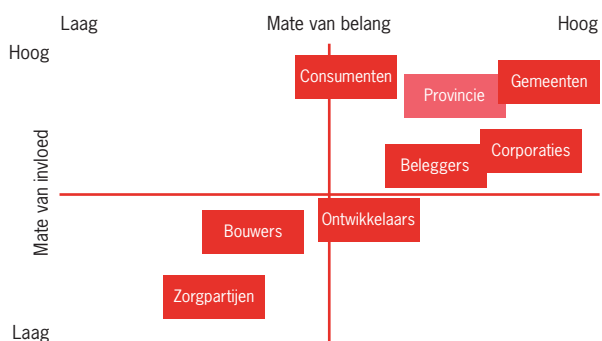 Laag
Mate van belang
Hoog
Hoog
Consumenten
Gemeenten
Provincie
Corporaties
Beleggers
Mate van invloed
Ontwikkelaars
Bouwers
Zorgpartijen
Laag